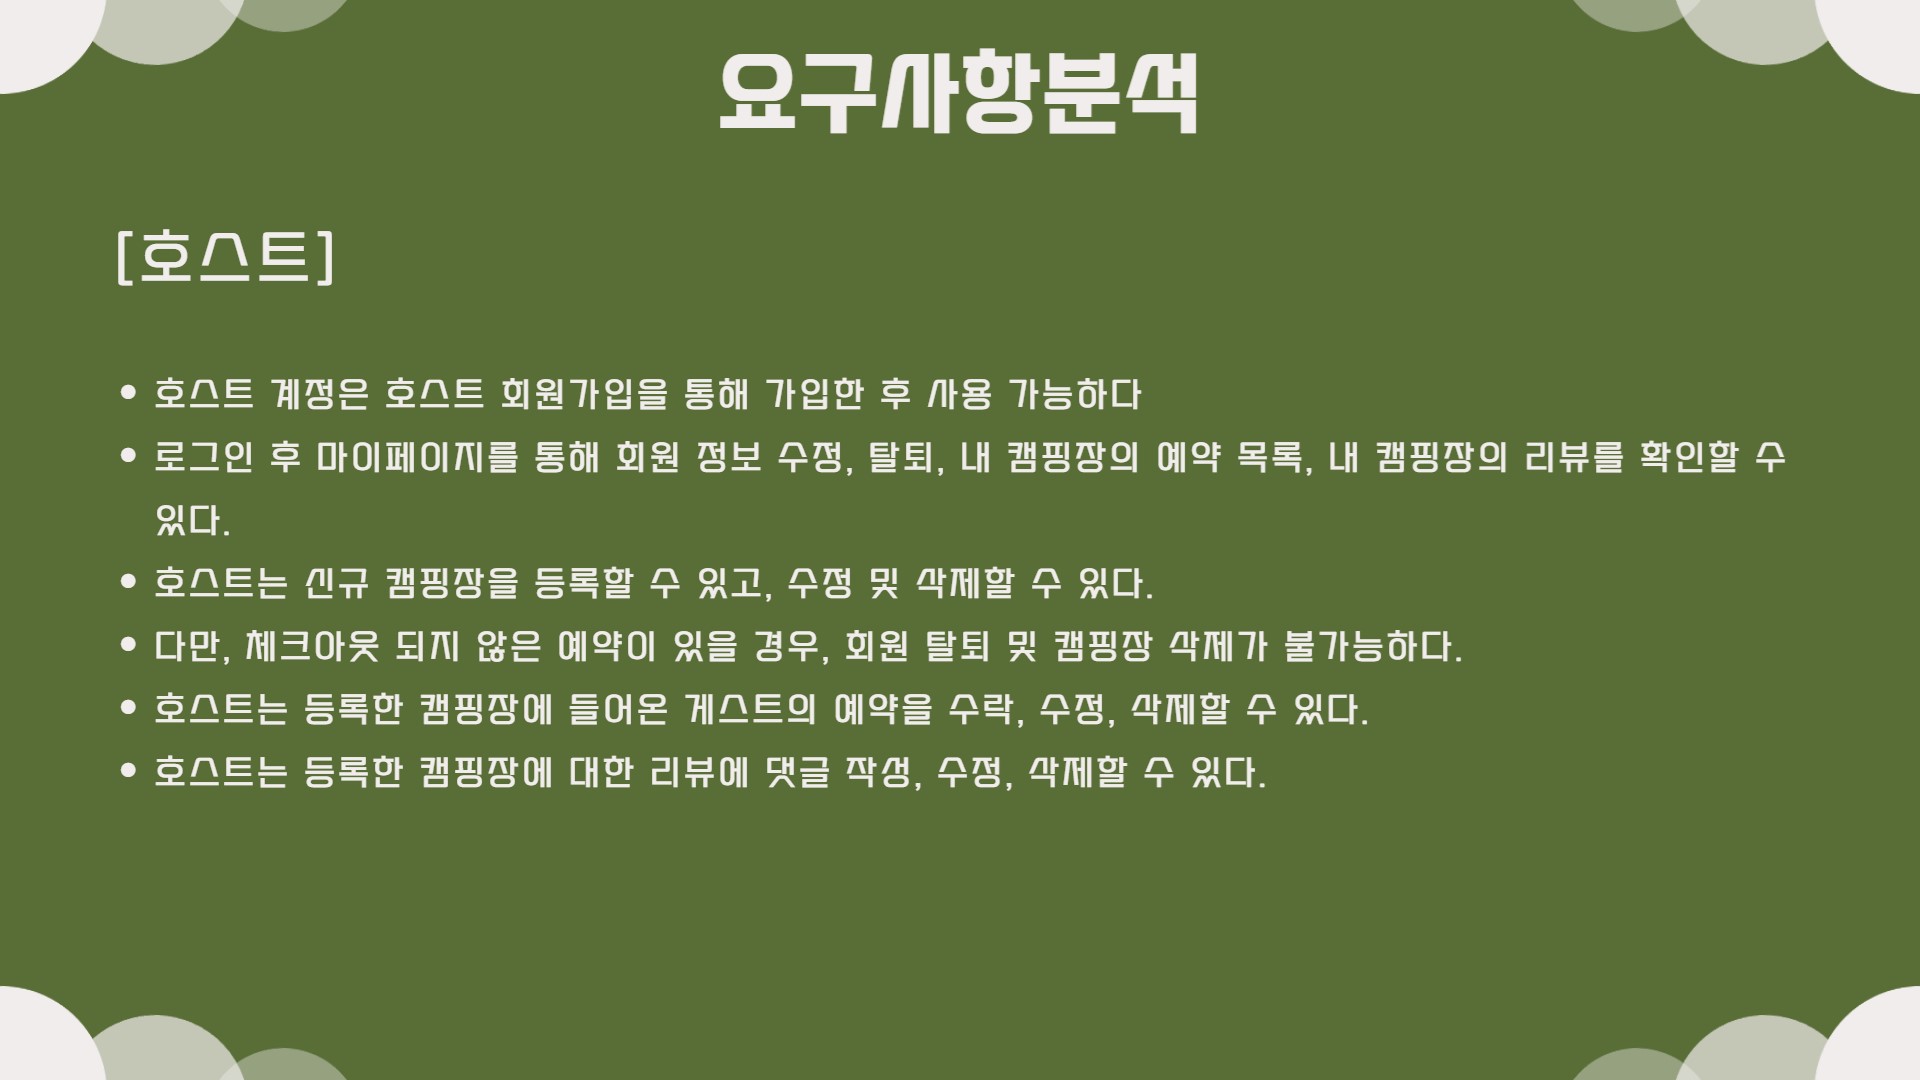 요구사항분석
[호스트]
• 호스트 계정은 호스트 회원가입을 통해 가입한 후 사용 가능하다
• 로그인 후 마이페이지를 통해 회원 정보 수정, 탈퇴, 내 캠핑장의 예약 목록, 내 캠핑장의 리뷰를 확인할 수
있다.
• 호스트는 신규 캠핑장을 등록할 수 있고, 수정 및 삭제할 수 있다.
• 다만, 체크아웃 되지 않은 예약이 있을 경우, 회원 탈퇴 및 캠핑장 삭제가 불가능하다.
• 호스트는 등록한 캠핑장에 들어온 게스트의 예약을 수락, 수정, 삭제할 수 있다.
• 호스트는 등록한 캠핑장에 대한 리뷰에 댓글 작성, 수정, 삭제할 수 있다.